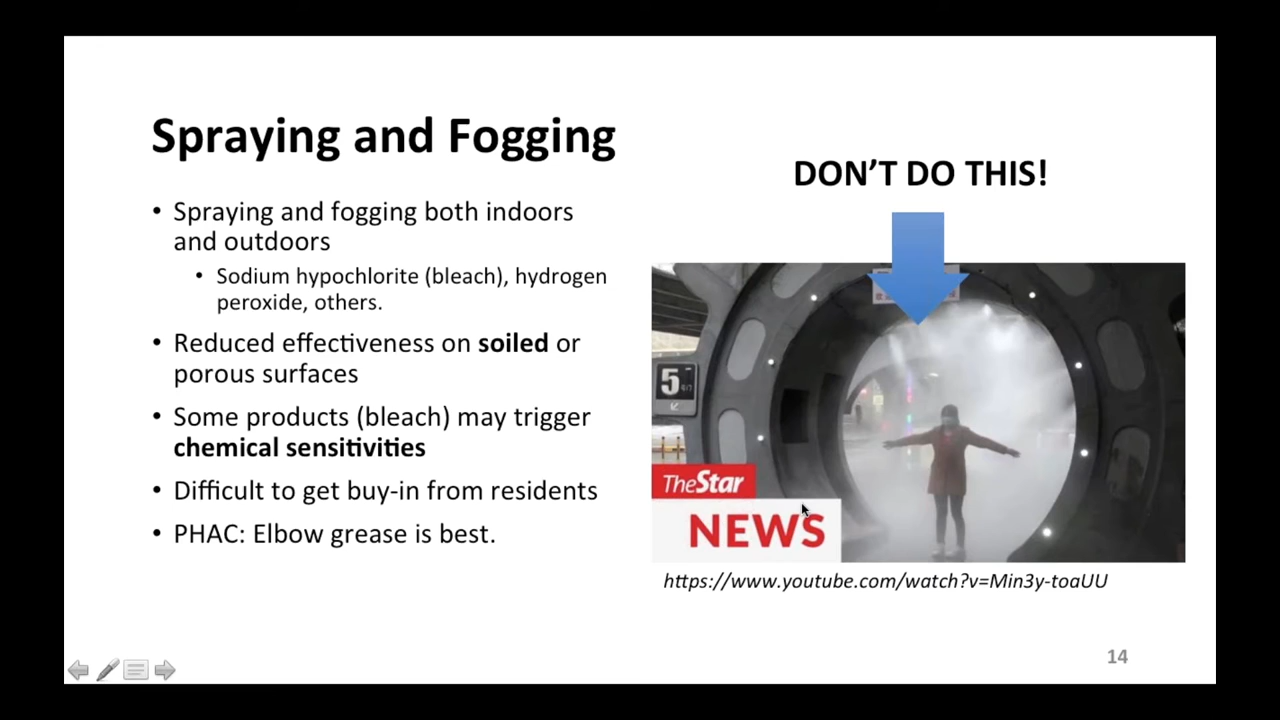 Spraying and Fogging
• Spraying and fogging both indoors
and outdoors
• Sodium hypochlorite (bleach), hydrogen
peroxide, others.
• Reduced effectiveness on soiled or
porous surfaces
• Some products (bleach) may trigger
chemical sensitivities
• Difficult to get buy-in from residents
• PHAC: Elbow grease is best.
DON’T DO THIS!
5
TheStar
NEWS
https://www.youtube.com/watch?v=Min3y-toaUU
14